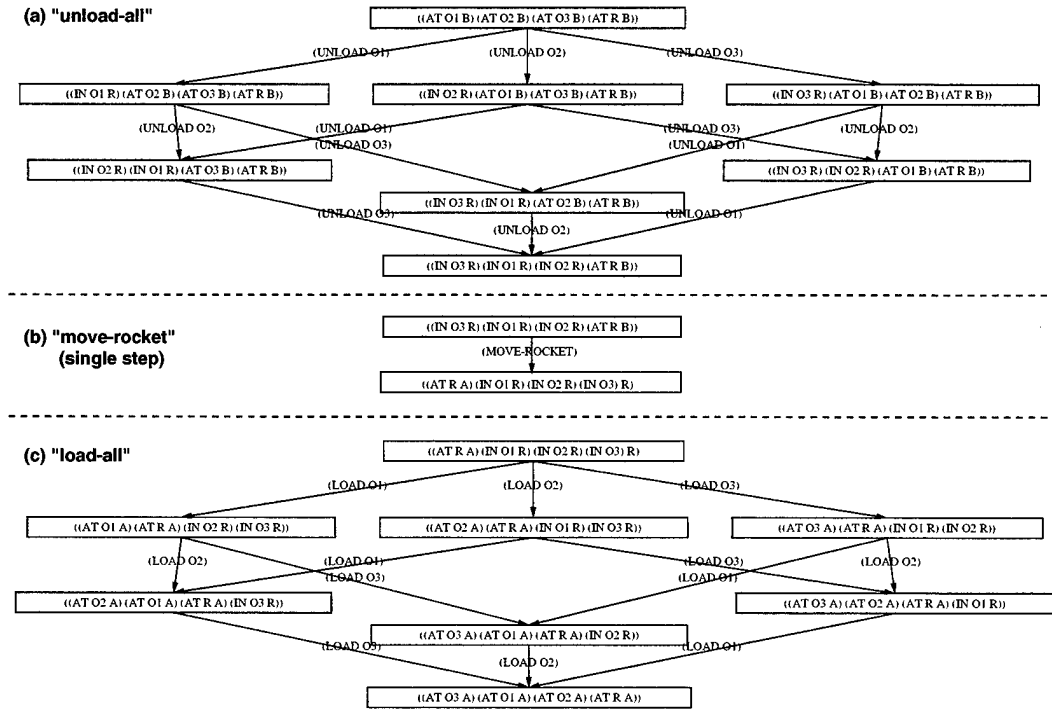 (a) "unload-all"
((AT O1 B) (AT O2 B) (AT O3 B) (AT R B))
(UNLOAD O1)
(UNLOAD O2)
(UNLOAD O3)
((IN O1 R) (AT O2 B) (AT O3 B) (AT R B))
((IN O2 R) (AT O1 B) (AT O3 B) (AT R B))
((IN O3 R) (AT O1 B) (AT O2 B) (AT R B))
(UNLOAD O2)
(UNLOAD O1)
(UNLOAD O3)
(UNLOAD O2)
(UNLOAD O3)
(UNLOAD O1)
((IN O2 R) (IN O1 R) (AT O3 B) (AT R B))
((IN O3 R) (IN O2 R) (AT O1 B) (AT R B))
((IN O3 R) (IN O1 R) (AT O2 B) (AT R B))
(UNLOAD O3)
(UNLOAD O2)
(UNLOAD O1)
((IN O3 R) (IN O1 R) (IN O2 R) (AT R B))
(b) "move-rocket"
(single step)
((IN O3 R) (IN O1 R) (IN O2 R) (AT R B))
(MOVE-ROCKET)
((AT R A) (IN O1 R) (IN O2 R) (IN O3) R)
(c) "load-all"
((AT R A) (IN O1 R) (IN O2 R) (IN O3) R)
(LOAD O1)
(LOAD O2)
(LOAD O3)
((AT O1 A) (AT R A) (IN O2 R) (IN O3 R))
((AT O2 A) (AT R A) (IN O1 R) (IN O3 R))
((AT O3 A) (AT R A) (IN O1 R) (IN O2 R))
(LOAD O2)
(LOAD O1)
(LOAD O3)
(LOAD O2)
(LOAD O3)
(LOAD O1)
((AT O2 A) (AT O1 A) (AT R A) (IN O3 R))
((AT O3 A) (AT O2 A) (AT R A) (IN O1 R))
((AT O3 A) (AT O1 A) (AT R A) (IN O2 R))
(LOAD O3)
(LOAD O2)
(LOAD O1)
((AT O3 A) (AT O1 A) (AT O2 A) (AT R A))